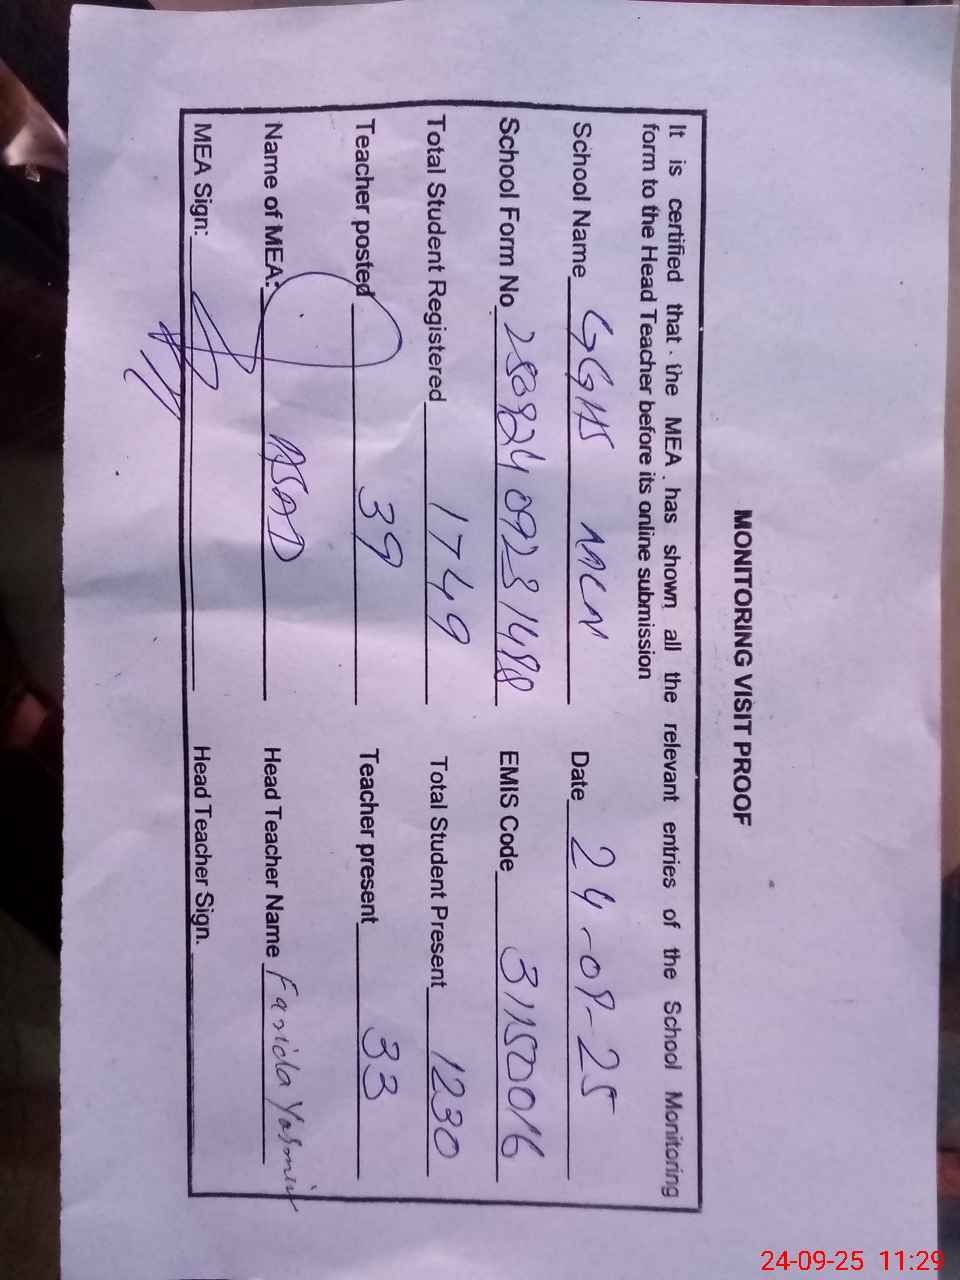 MONITORING VISIT PROOF
It is certified that the MEA has shown all the relevant entries of the School Monitoring
form to the Head Teacher before its online submission
School Name GGHS MCN Date 24-09-25
School Form No 25092409231488 EMIS Code 31150016
Total Student Registered 1749 Total Student Present 1230
Teacher posted 39 Teacher present 33
Name of MEA: ASAD Head Teacher Name Farida Yasmin
MEA Sign: Head Teacher Sign.
24-09-25 11:29